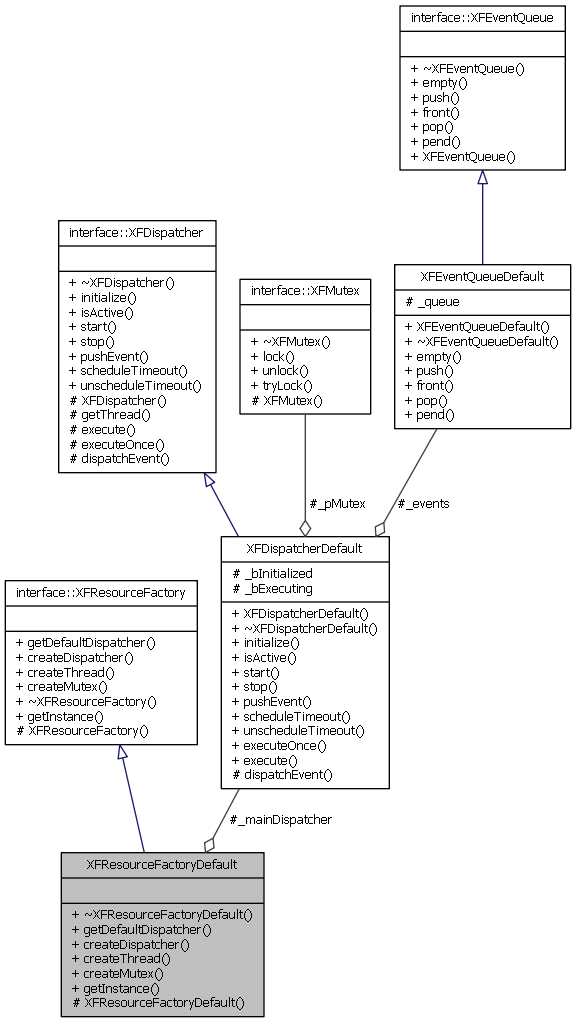 interface::XFEventQueue
+ ~XFEventQueue()
+ empty()
+ push()
+ front()
+ pop()
+ pend()
+ XFEventQueue()
interface::XFDispatcher
+ ~XFDispatcher()
+ initialize()
+ isActive()
+ start()
+ stop()
+ pushEvent()
+ scheduleTimeout()
+ unscheduleTimeout()
# XFDispatcher()
# getThread()
# execute()
# executeOnce()
# dispatchEvent()
interface::XFMutex
+ ~XFMutex()
+ lock()
+ unlock()
+ tryLock()
# XFMutex()
XFEventQueueDefault
# _queue
+ XFEventQueueDefault()
+ ~XFEventQueueDefault()
+ empty()
+ push()
+ front()
+ pop()
+ pend()
#_pMutex
#_events
XFDispatcherDefault
# _bInitialized
# _bExecuting
+ XFDispatcherDefault()
+ ~XFDispatcherDefault()
+ initialize()
+ isActive()
+ start()
+ stop()
+ pushEvent()
+ scheduleTimeout()
+ unscheduleTimeout()
+ executeOnce()
+ execute()
# dispatchEvent()
interface::XFResourceFactory
+ getDefaultDispatcher()
+ createDispatcher()
+ createThread()
+ createMutex()
+ ~XFResourceFactory()
+ getInstance()
# XFResourceFactory()
#_mainDispatcher
XFResourceFactoryDefault
+ ~XFResourceFactoryDefault()
+ getDefaultDispatcher()
+ createDispatcher()
+ createThread()
+ createMutex()
+ getInstance()
# XFResourceFactoryDefault()